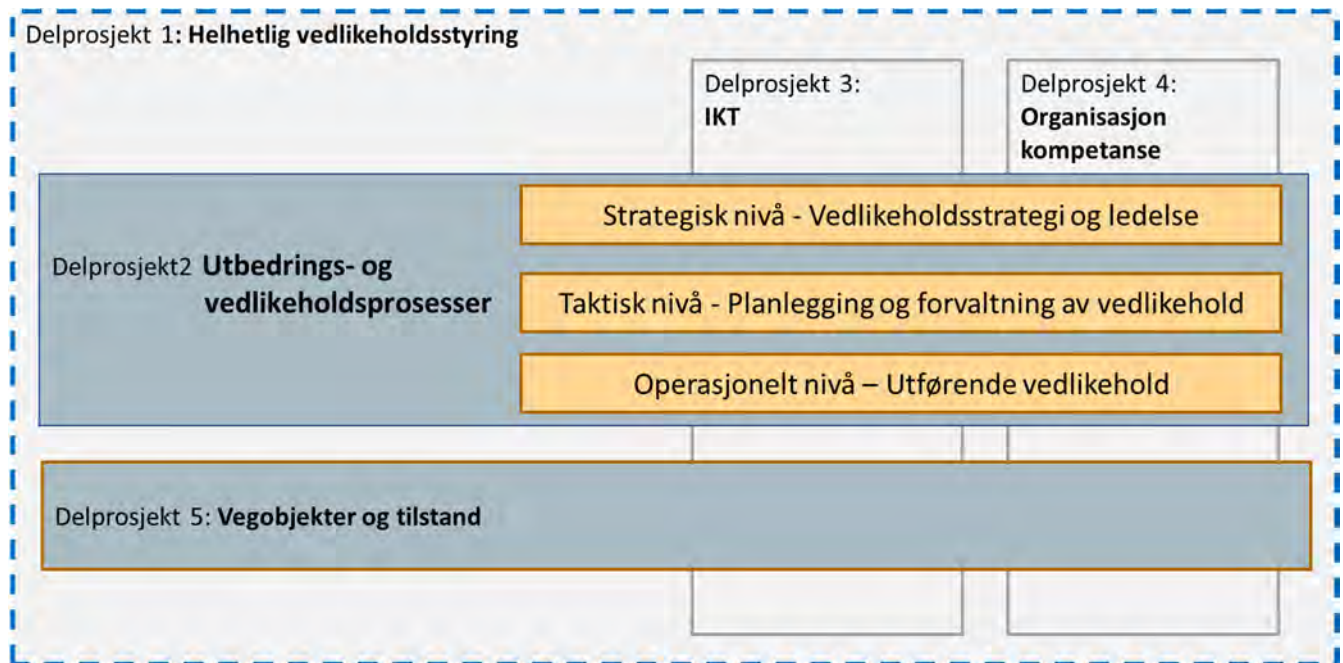 Delprosjekt 1: Helhetlig vedlikeholdsstyring
Delprosjekt 3:
IKT
Delprosjekt 4:
Organisasjon
kompetanse
Delprosjekt2 Utbedrings- og
vedlikeholdsprosesser
Strategisk nivå - Vedlikeholdsstrategi og ledelse
Taktisk nivå - Planlegging og forvaltning av vedlikehold
Operasjonelt nivå – Utførende vedlikehold
Delprosjekt 5: Vegobjekter og tilstand